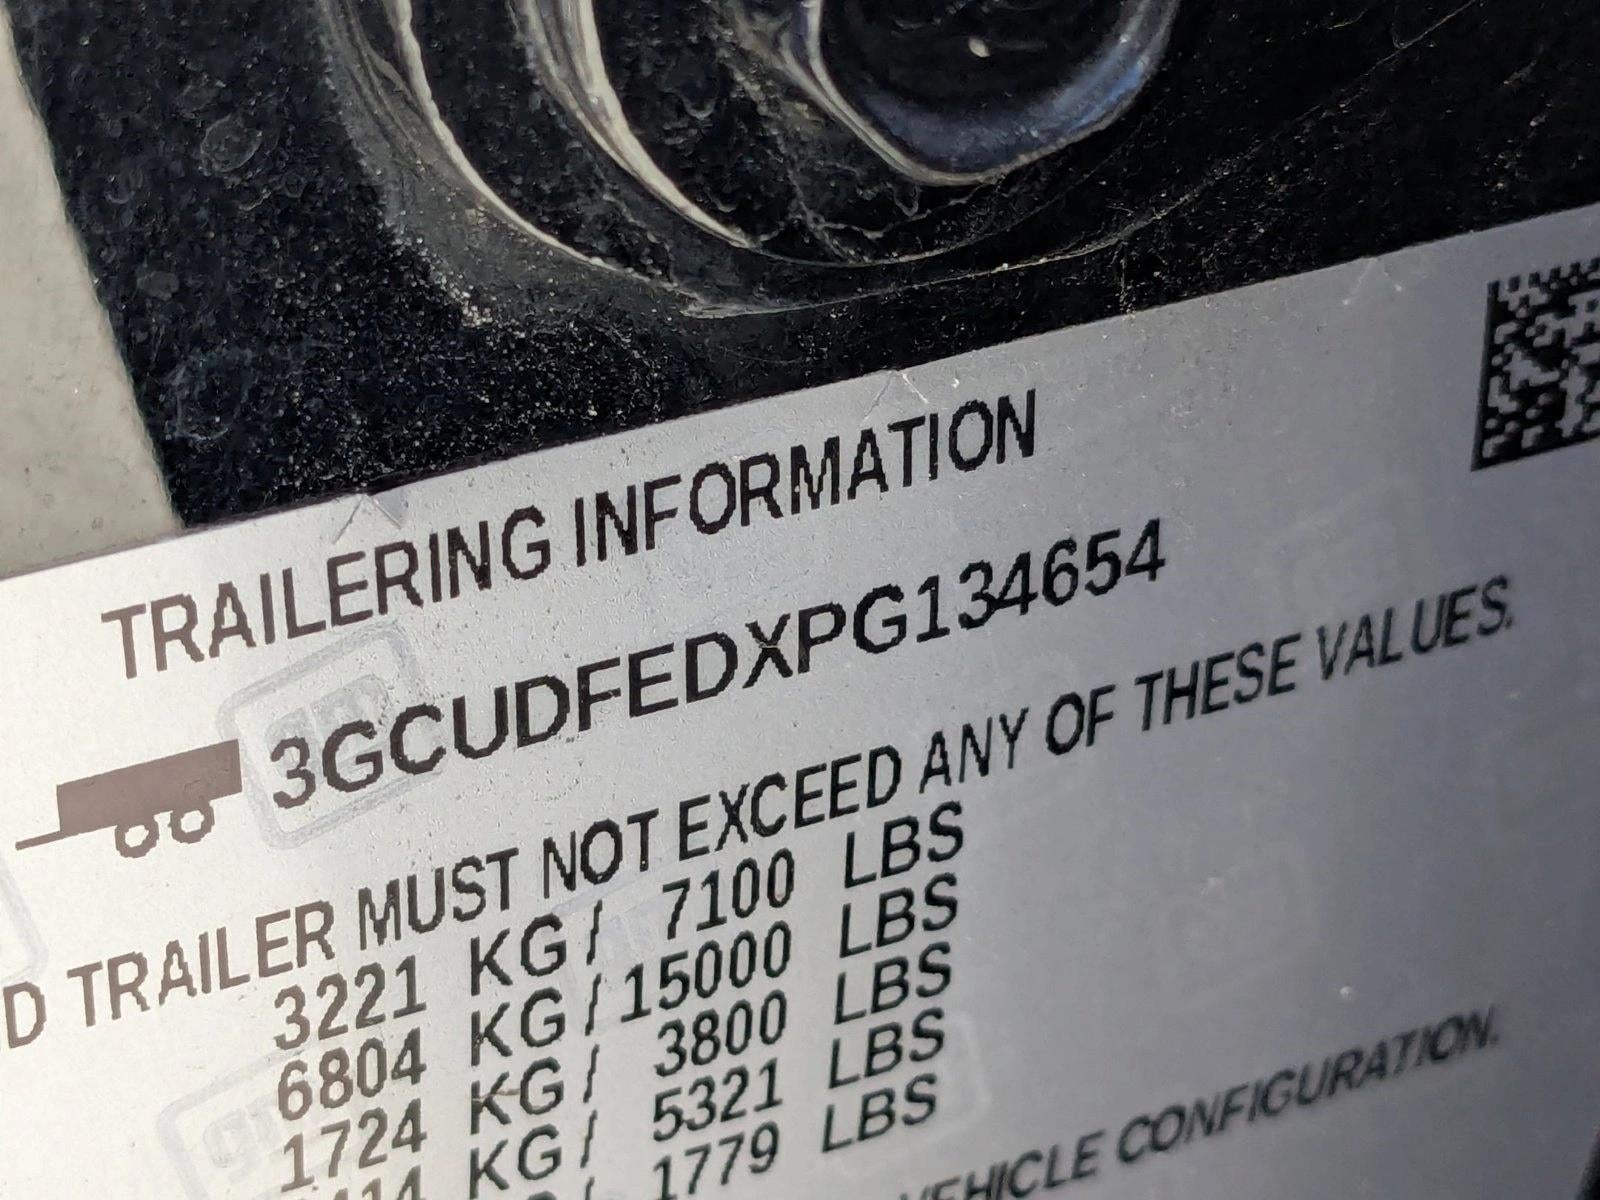 TRAILERING INFORMATION
3GCUDFEDXPG134654
D TRAILER MUST NOT EXCEED ANY OF THESE VALUES.
3221 KG / 7100 LBS
6804 KG / 15000 LBS
1724 KG / 3800 LBS
KG / 5321 LBS
1779 LBS
VEHICLE CONFIGURATION.